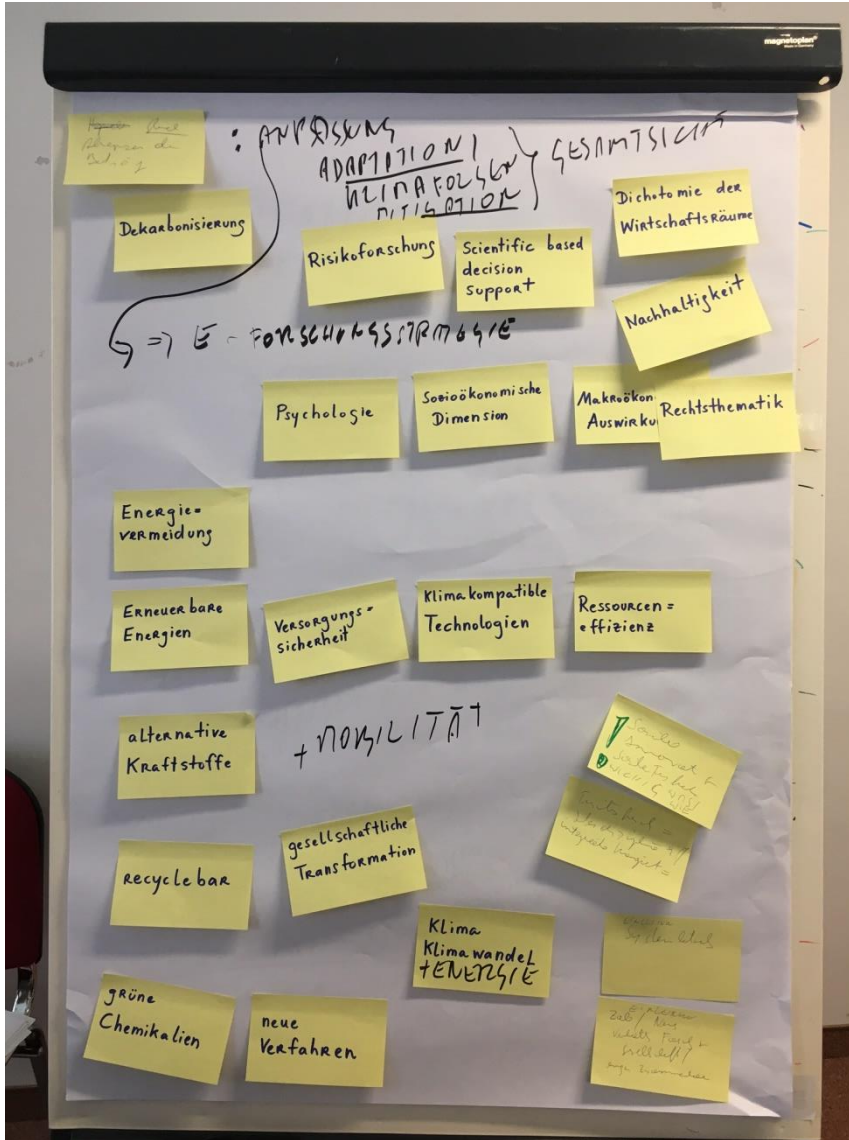 magnetoplan®
: ANPASSUNG
ADAPTATION /
KLIMAFOLGEN
MITIGATION
GESAMTSICHT
Dekarbonisierung
Risikoforschung
Scientific based
decision
support
Dichotomie der
Wirtschaftsräume
Nachhaltigkeit
=> E - FORSCHUNGSSTRATEGIE
Psychologie
Sozioökonomische
Dimension
Makroökon
Auswirku
Rechtsthematik
Energie-
vermeidung
Erneuerbare
Energien
Versorgungs-
sicherheit
Klimakompatible
Technologien
Ressourcen=
effizienz
alternative
Kraftstoffe
+ MOBILITÄT
recyclebar
gesellschaftliche
Transformation
Klima
Klimawandel
+ENERGIE
grüne
Chemikalien
neue
Verfahren